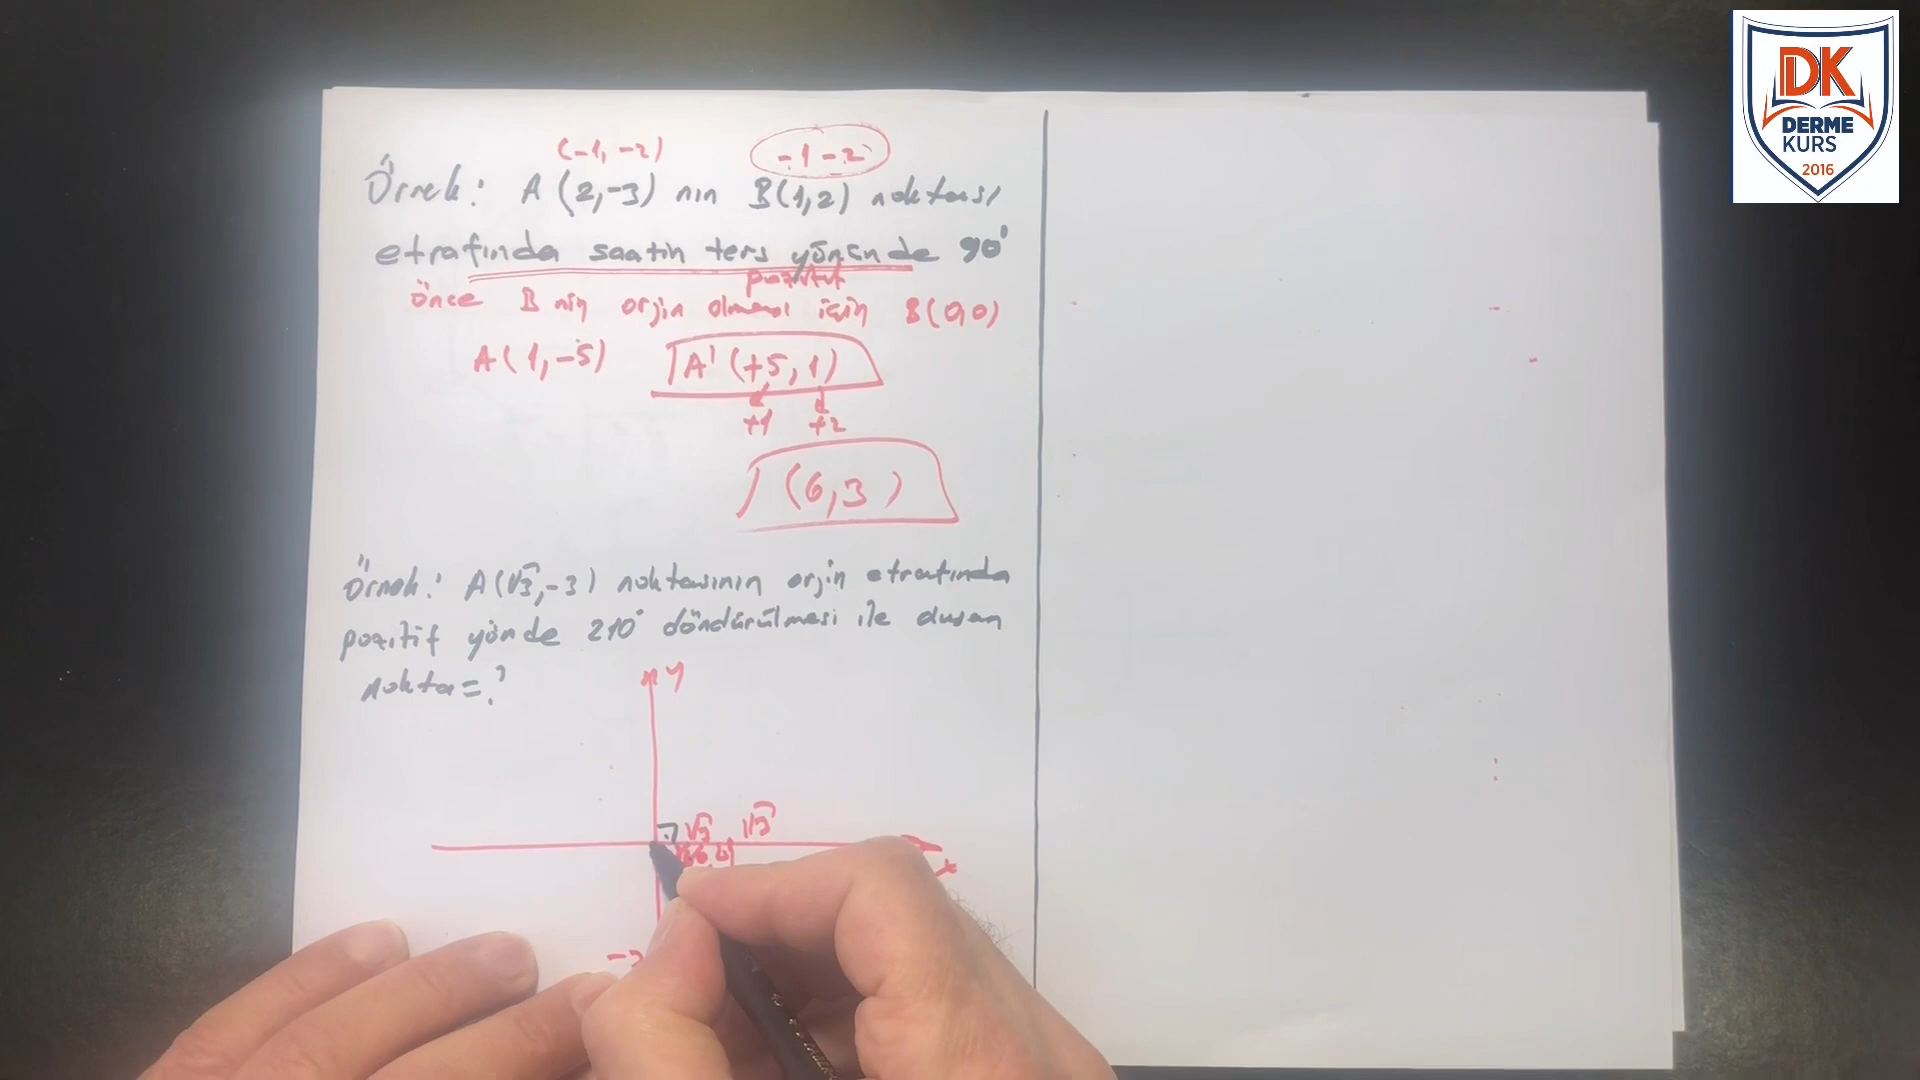 (-1, -2) -1 -2
Örnek: A (2,-3) nın B(1,2) noktası
etrafında saatin ters yönünde 90°
pozitif
Önce B nin orjin olması için B(0,0)
A(1,-5) A'(+5,1)
+1 +2
(6,3)
Örnek: A(√3,-3) noktasının orjin etrafında
pozitif yönde 210° döndürülmesi ile oluşan
nokta=?
y
√3 √3
x
DK
DERME
KURS
2016